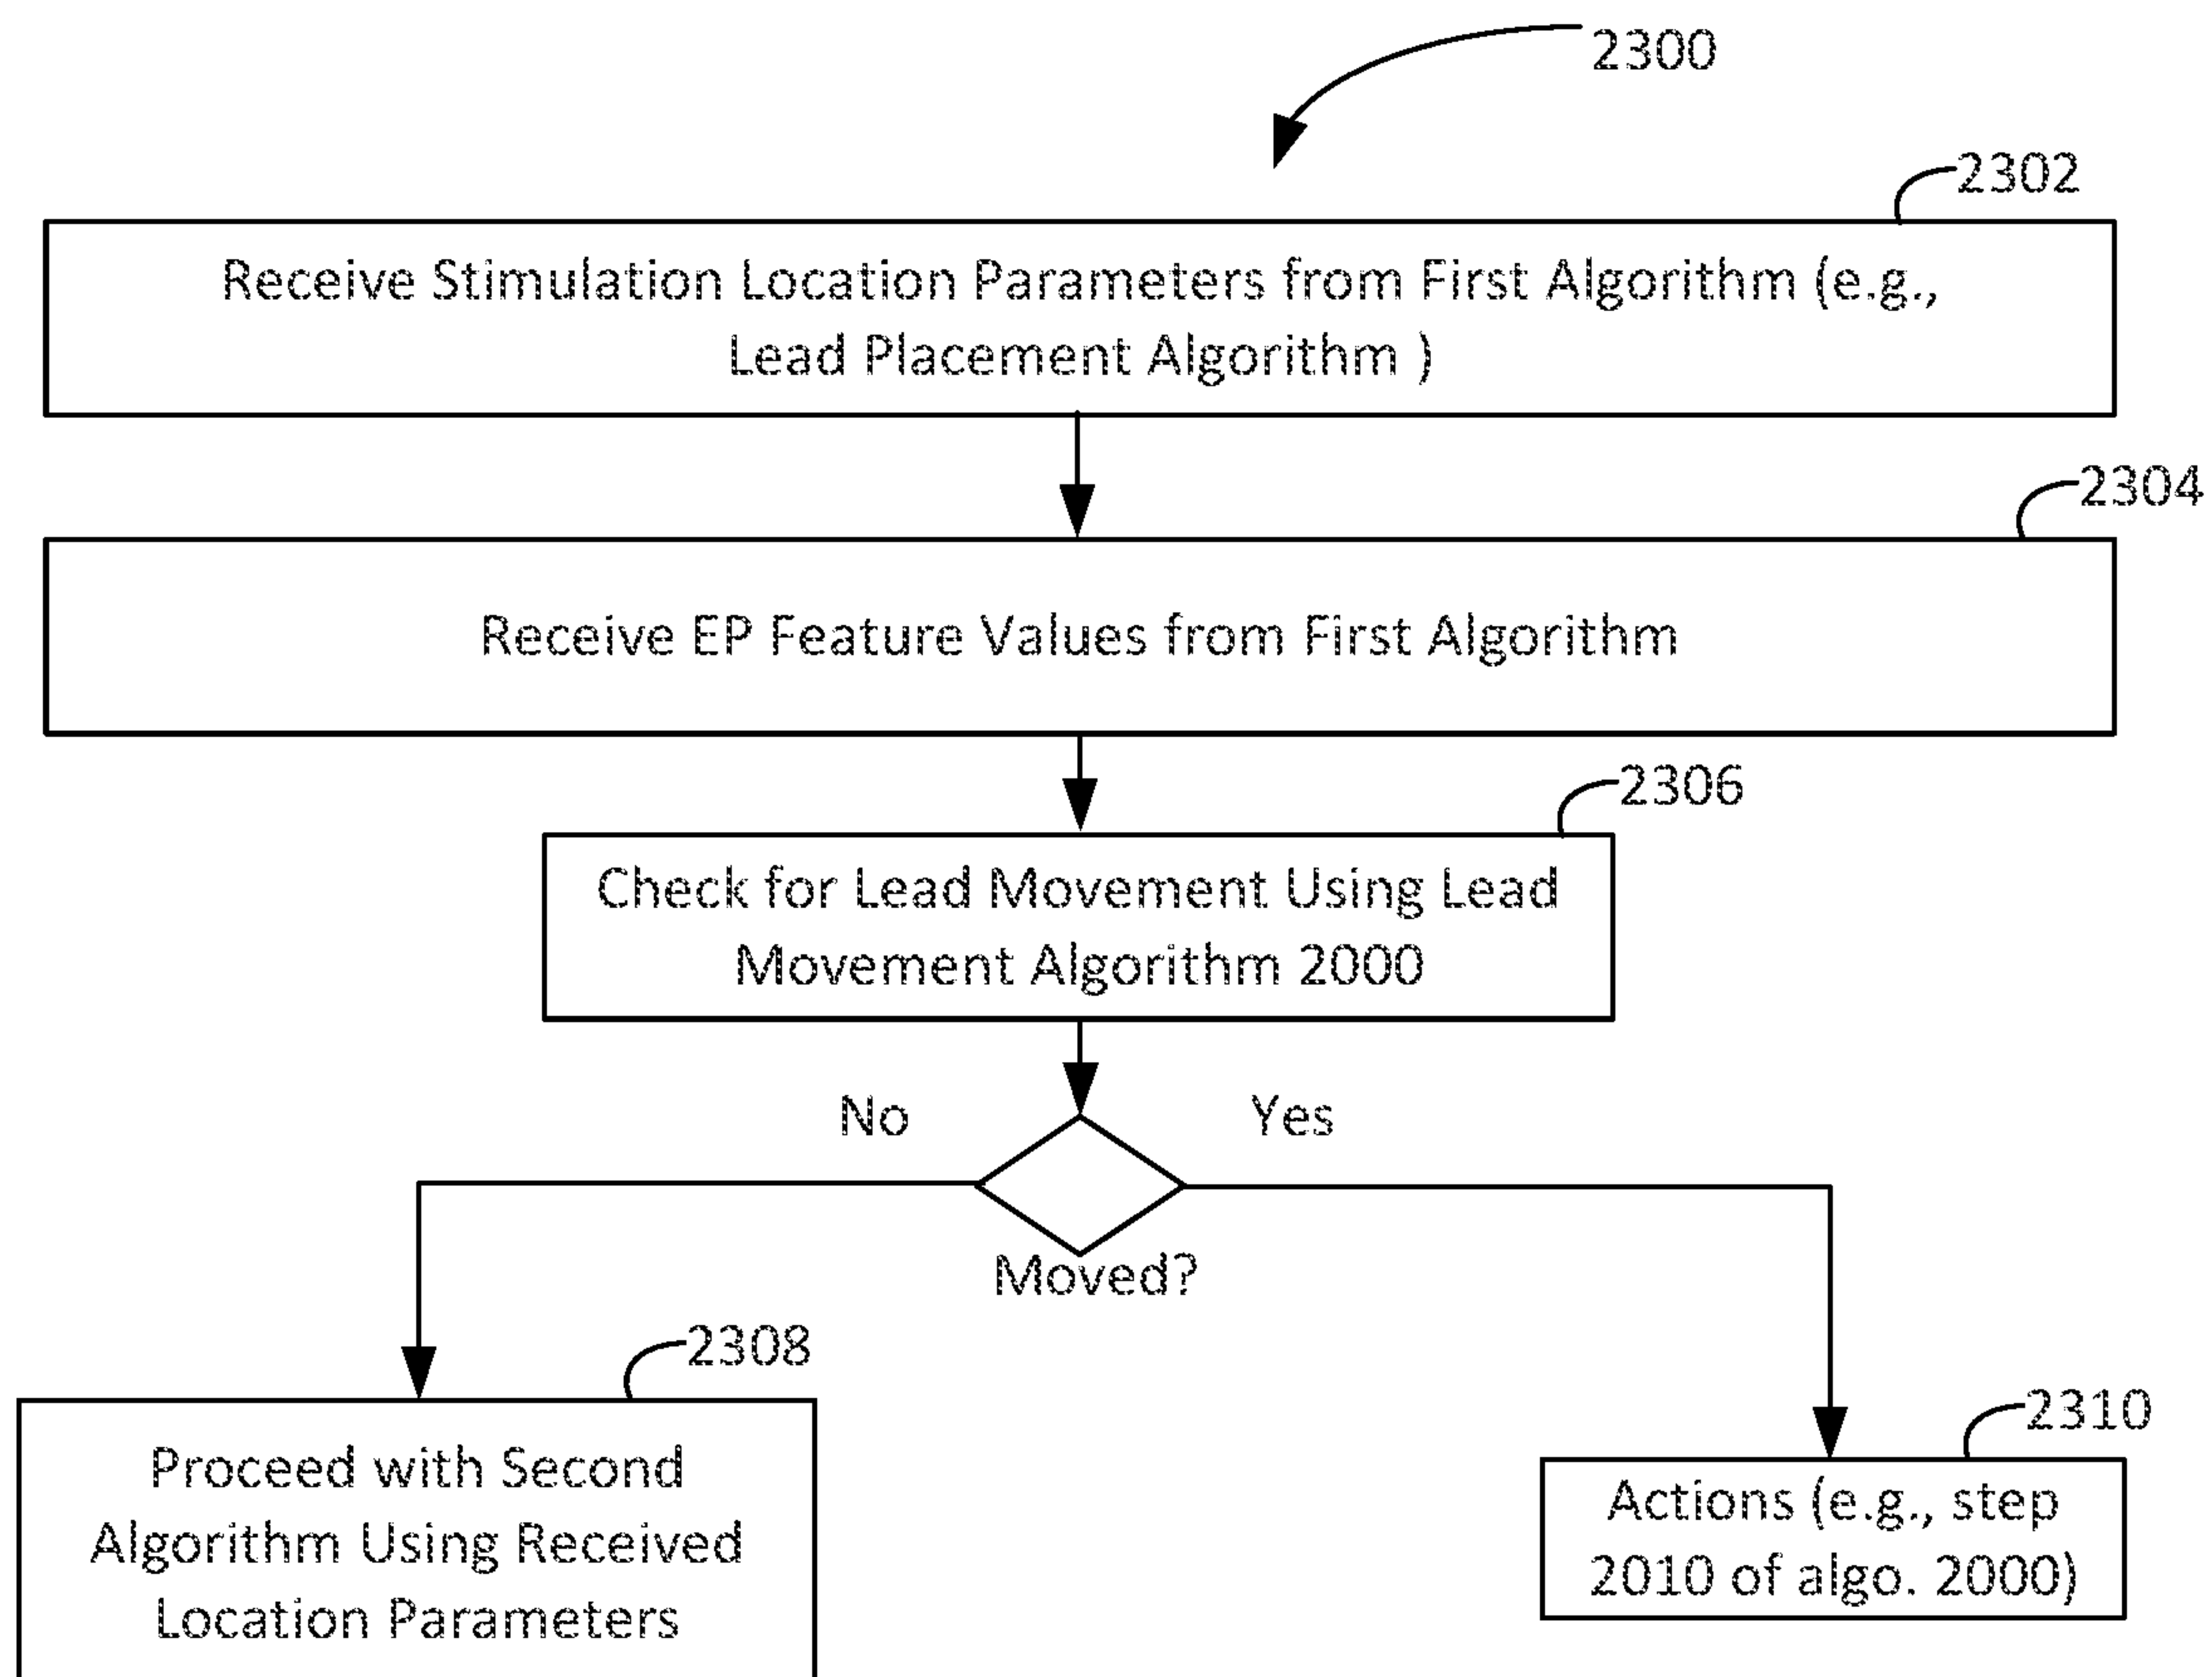 2300
2302
Receive Stimulation Location Parameters from First Algorithm (e.g.,
Lead Placement Algorithm )
2304
Receive EP Feature Values from First Algorithm
2306
Check for Lead Movement Using Lead
Movement Algorithm 2000
No
Yes
Moved?
2308
Proceed with Second
Algorithm Using Received
Location Parameters
2310
Actions (e.g., step
2010 of algo. 2000)